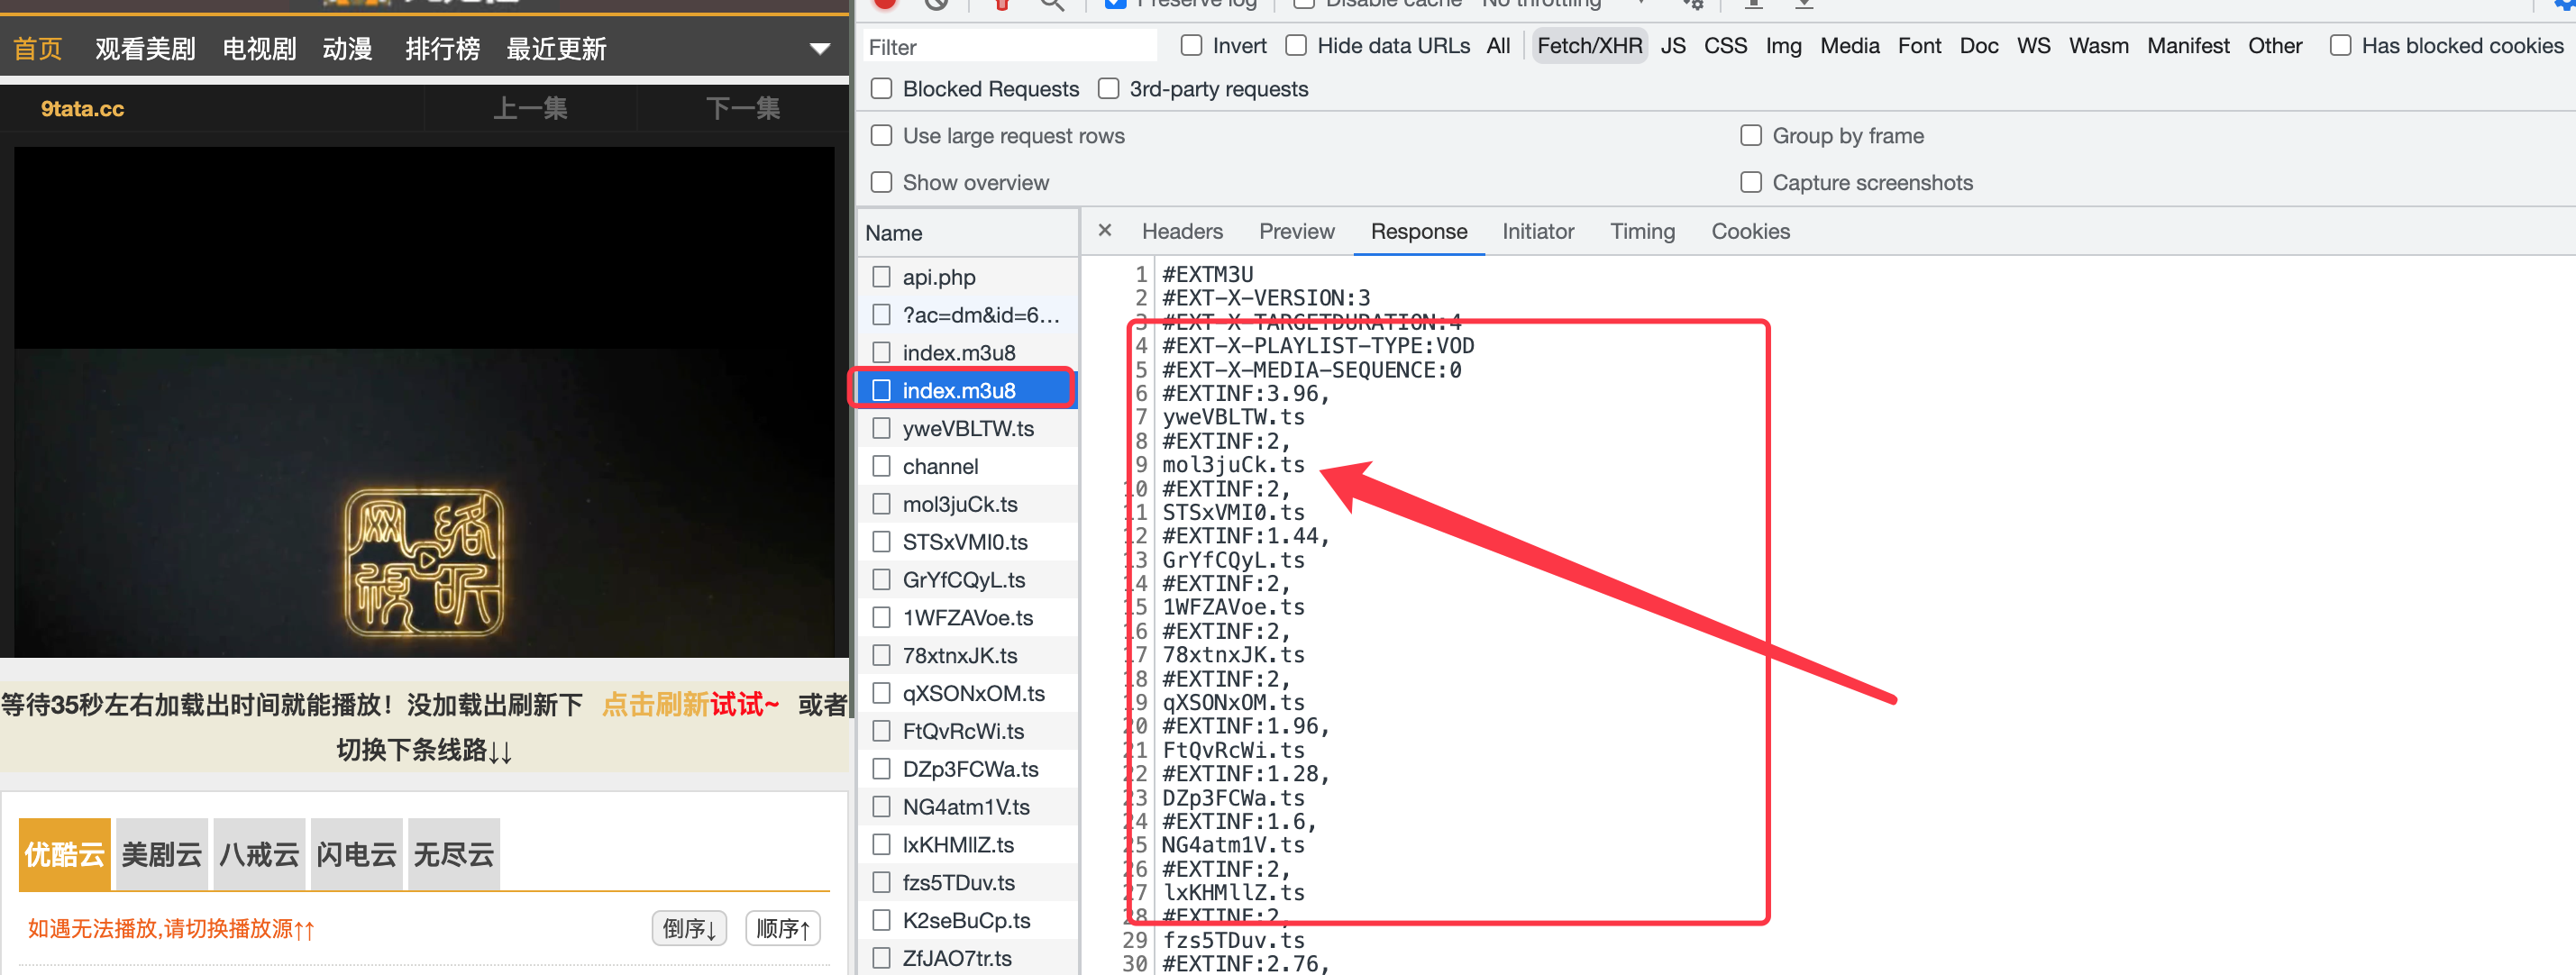 Preserve log Disable cache No throttling
首页 观看美剧 电视剧 动漫 排行榜 最近更新
Filter Invert Hide data URLs All Fetch/XHR JS CSS Img Media Font Doc WS Wasm Manifest Other Has blocked cookies
Blocked Requests 3rd-party requests
9tata.cc 上一集 下一集
Use large request rows Group by frame
Show overview Capture screenshots
Name
× Headers Preview Response Initiator Timing Cookies
api.php
?ac=dm&id=6…
index.m3u8
index.m3u8
yweVBLTW.ts
channel
mol3juCk.ts
STSxVMI0.ts
GrYfCQyL.ts
1WFZAVoe.ts
78xtnxJK.ts
qXSONxOM.ts
FtQvRcWi.ts
DZp3FCWa.ts
NG4atm1V.ts
lxKHMllZ.ts
fzs5TDuv.ts
K2seBuCp.ts
ZfJAO7tr.ts
1 #EXTM3U
2 #EXT-X-VERSION:3
3 #EXT-X-TARGETDURATION:4
4 #EXT-X-PLAYLIST-TYPE:VOD
5 #EXT-X-MEDIA-SEQUENCE:0
6 #EXTINF:3.96,
7 yweVBLTW.ts
8 #EXTINF:2,
9 mol3juCk.ts
10 #EXTINF:2,
11 STSxVMI0.ts
12 #EXTINF:1.44,
13 GrYfCQyL.ts
14 #EXTINF:2,
15 1WFZAVoe.ts
16 #EXTINF:2,
17 78xtnxJK.ts
18 #EXTINF:2,
19 qXSONxOM.ts
20 #EXTINF:1.96,
21 FtQvRcWi.ts
22 #EXTINF:1.28,
23 DZp3FCWa.ts
24 #EXTINF:1.6,
25 NG4atm1V.ts
26 #EXTINF:2,
27 lxKHMllZ.ts
28 #EXTINF:2,
29 fzs5TDuv.ts
30 #EXTINF:2.76,
网络
视听
等待35秒左右加载出时间就能播放！没加载出刷新下 点击刷新试试~ 或者
切换下条线路↓↓
优酷云 美剧云 八戒云 闪电云 无尽云
如遇无法播放,请切换播放源↑↑ 倒序↓ 顺序↑